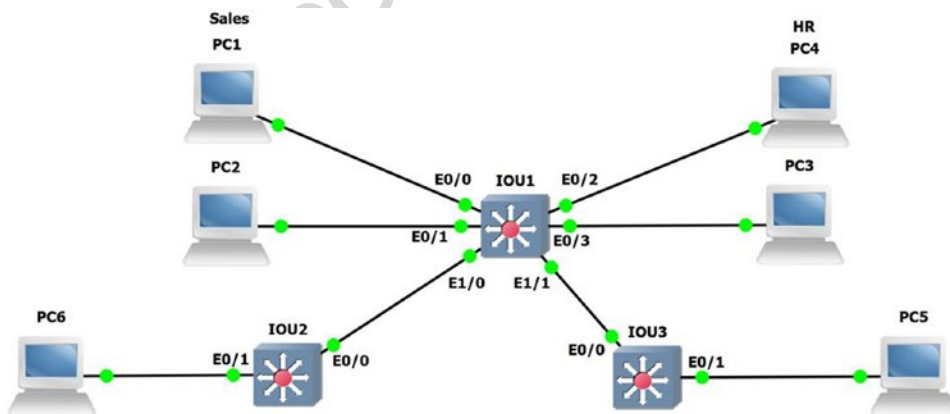 Sales
PC1
HR
PC4
PC2
E0/0
IOU1
E0/2
PC3
E0/1
E0/3
E1/0
E1/1
PC6
IOU2
IOU3
PC5
E0/1
E0/0
E0/0
E0/1